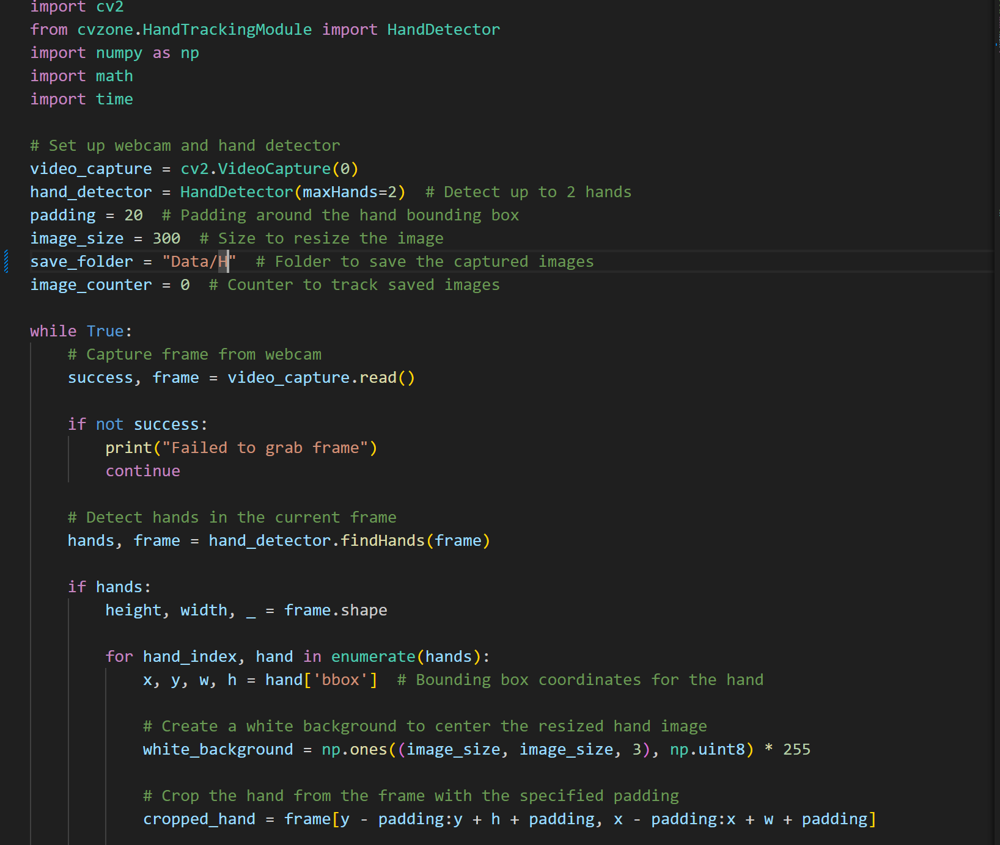 import cv2
from cvzone.HandTrackingModule import HandDetector
import numpy as np
import math
import time
# Set up webcam and hand detector
video_capture = cv2.VideoCapture(0)
hand_detector = HandDetector(maxHands=2)  # Detect up to 2 hands
padding = 20  # Padding around the hand bounding box
image_size = 300  # Size to resize the image
save_folder = "Data/H"  # Folder to save the captured images
image_counter = 0  # Counter to track saved images
while True:
    # Capture frame from webcam
    success, frame = video_capture.read()
    if not success:
        print("Failed to grab frame")
        continue
    # Detect hands in the current frame
    hands, frame = hand_detector.findHands(frame)
    if hands:
        height, width, _ = frame.shape
        for hand_index, hand in enumerate(hands):
            x, y, w, h = hand['bbox']  # Bounding box coordinates for the hand
            # Create a white background to center the resized hand image
            white_background = np.ones((image_size, image_size, 3), np.uint8) * 255
            # Crop the hand from the frame with the specified padding
            cropped_hand = frame[y - padding:y + h + padding, x - padding:x + w + padding]